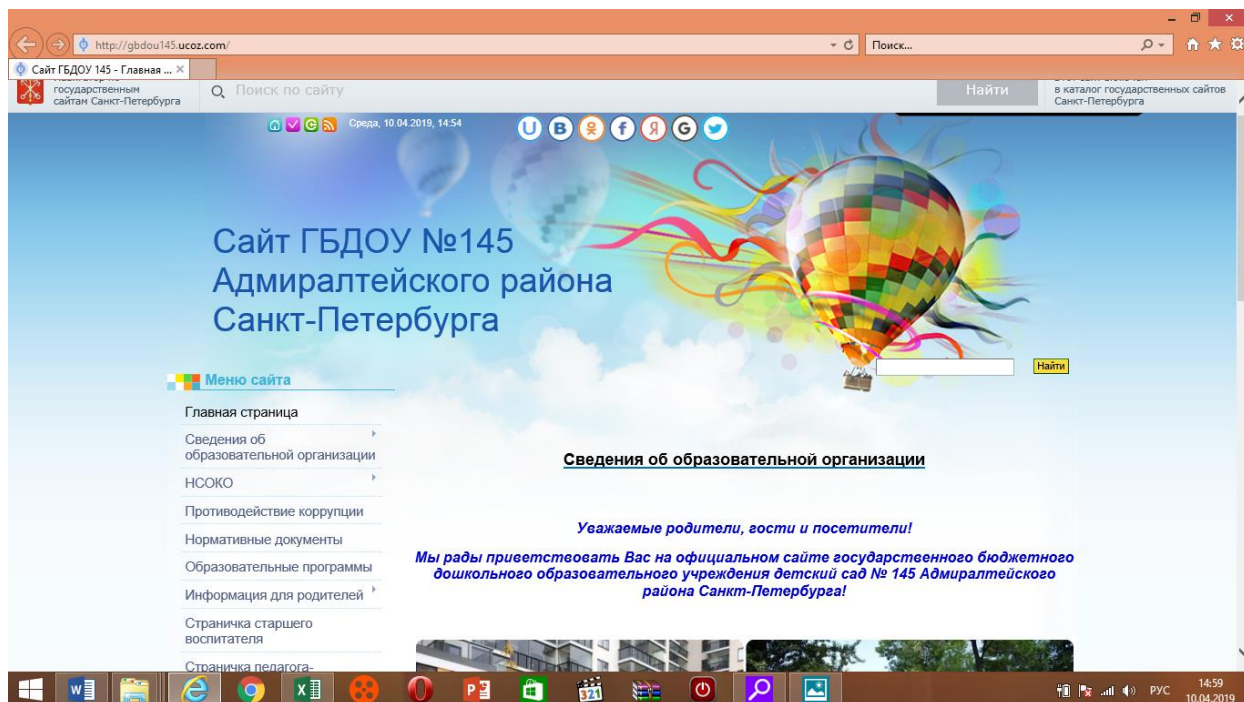 http://gbdou145.ucoz.com/
Поиск...
Сайт ГБДОУ 145 - Главная ...
государственным
сайтам Санкт-Петербурга
Поиск по сайту
Найти
в каталог государственных сайтов
Санкт-Петербурга
Среда, 10.04.2019, 14:54
Сайт ГБДОУ №145
Адмиралтейского района
Санкт-Петербурга
Найти
Меню сайта
Главная страница
Сведения об
образовательной организации
НСОКО
Противодействие коррупции
Нормативные документы
Образовательные программы
Информация для родителей
Страничка старшего
воспитателя
Страничка педагога-
Сведения об образовательной организации
Уважаемые родители, гости и посетители!
Мы рады приветствовать Вас на официальном сайте государственного бюджетного
дошкольного образовательного учреждения детский сад № 145 Адмиралтейского
района Санкт-Петербурга!
321
РУС
14:59
10.04.2019